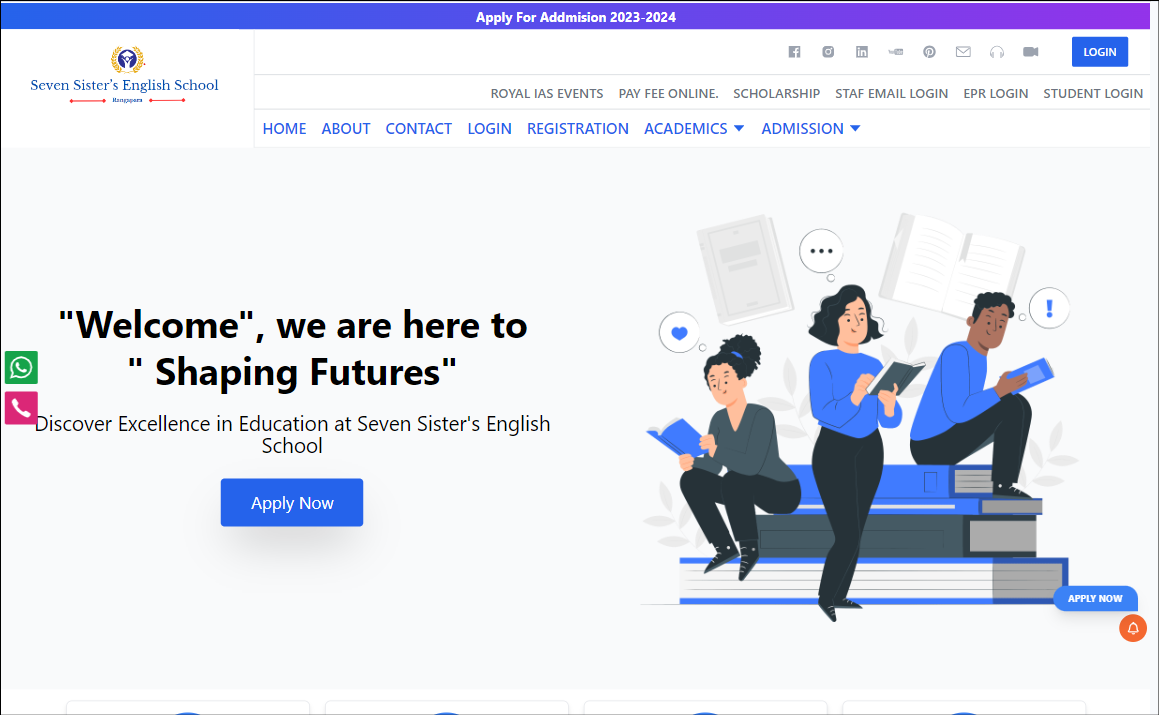 Apply For Addmision 2023-2024
Seven Sister's English School
Rangapara
LOGIN
ROYAL IAS EVENTS PAY FEE ONLINE. SCHOLARSHIP STAF EMAIL LOGIN EPR LOGIN STUDENT LOGIN
HOME ABOUT CONTACT LOGIN REGISTRATION ACADEMICS ADMISSION
"Welcome", we are here to
" Shaping Futures"
Discover Excellence in Education at Seven Sister's English
School
Apply Now
APPLY NOW